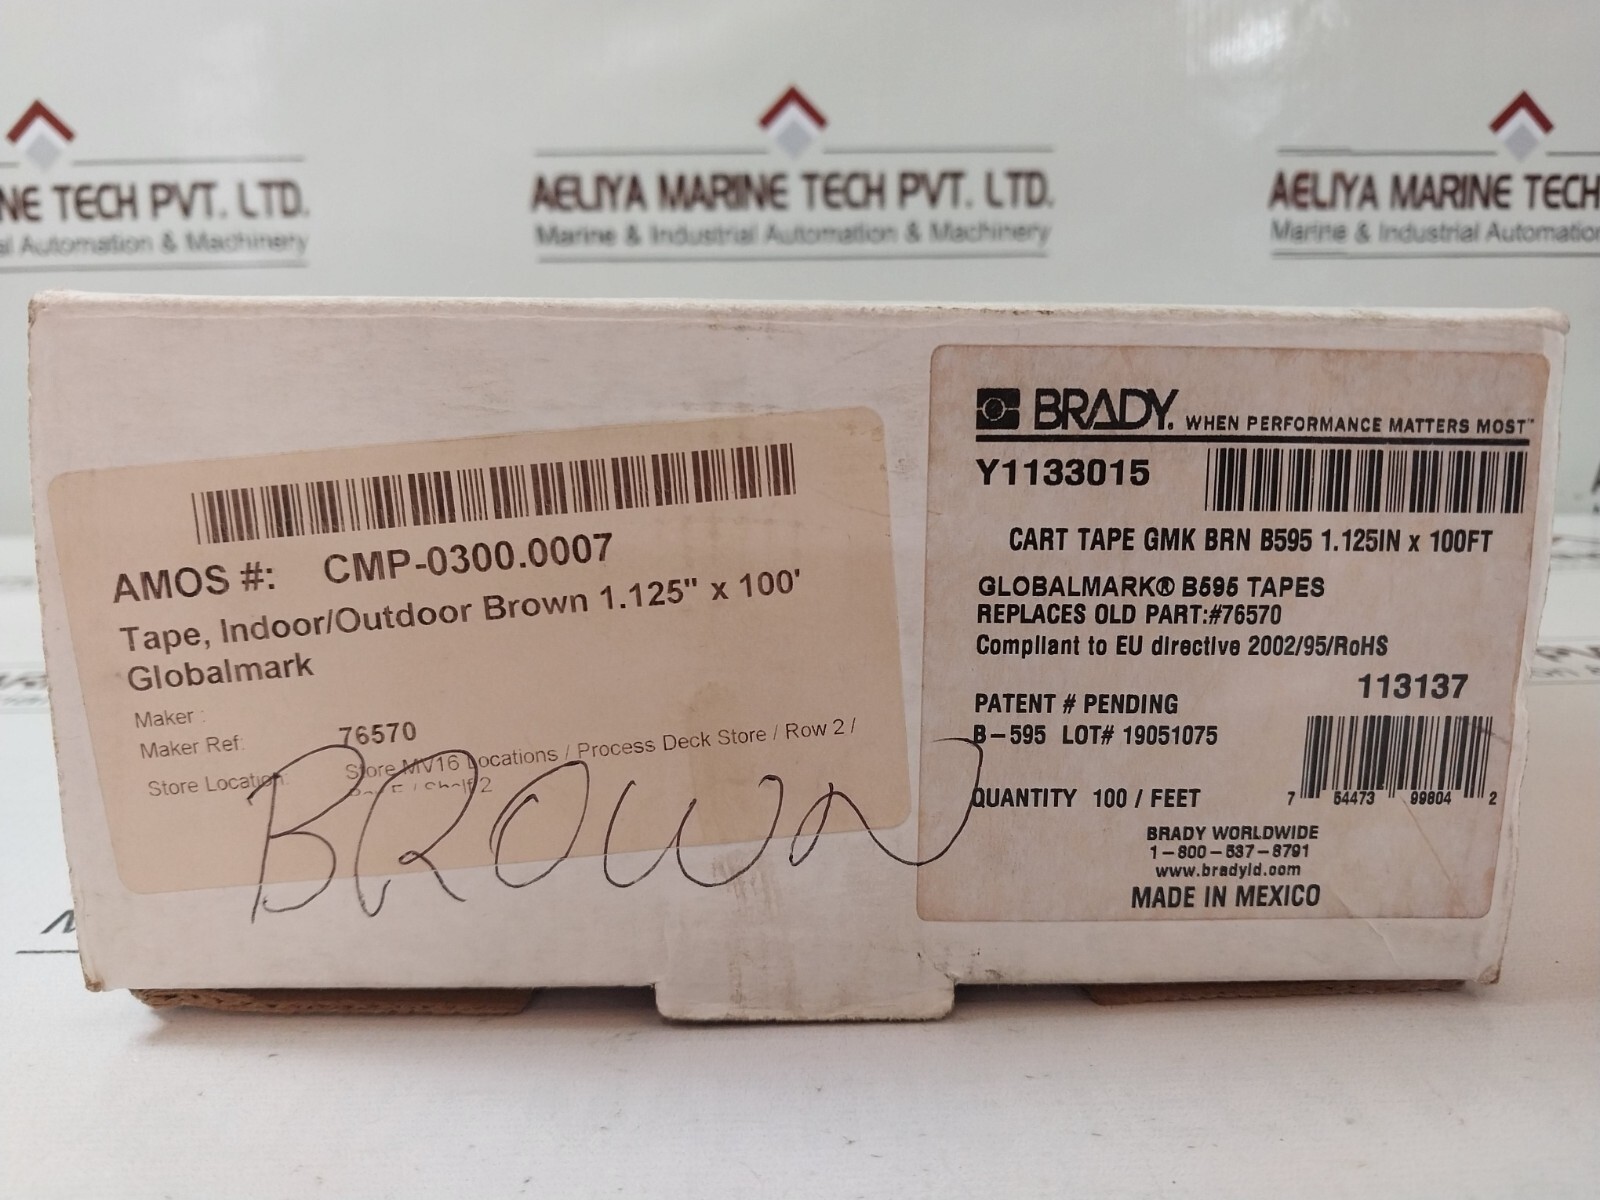 NE TECH PVT. LTD.
Automation & Machinery
AELIYA MARINE TECH PVT. LTD.
Marine & Industrial Automation & Machinery
AELIYA MARINE TECH
Marine & Industrial Automation
AMOS #: CMP-0300.0007
Tape, Indoor/Outdoor Brown 1.125" x 100'
Globalmark
Maker :
Maker Ref: 76570
Store Location: Store MV16 Locations / Process Deck Store / Row 2 /
2
BROWN
BRADY. WHEN PERFORMANCE MATTERS MOST™
Y1133015
CART TAPE GMK BRN B595 1.125IN x 100FT
GLOBALMARK® B595 TAPES
REPLACES OLD PART:#76570
Compliant to EU directive 2002/95/RoHS
113137
PATENT # PENDING
B-595 LOT# 19051075
QUANTITY 100 / FEET
7 54473 99804 2
BRADY WORLDWIDE
1-800-537-8791
www.bradyid.com
MADE IN MEXICO